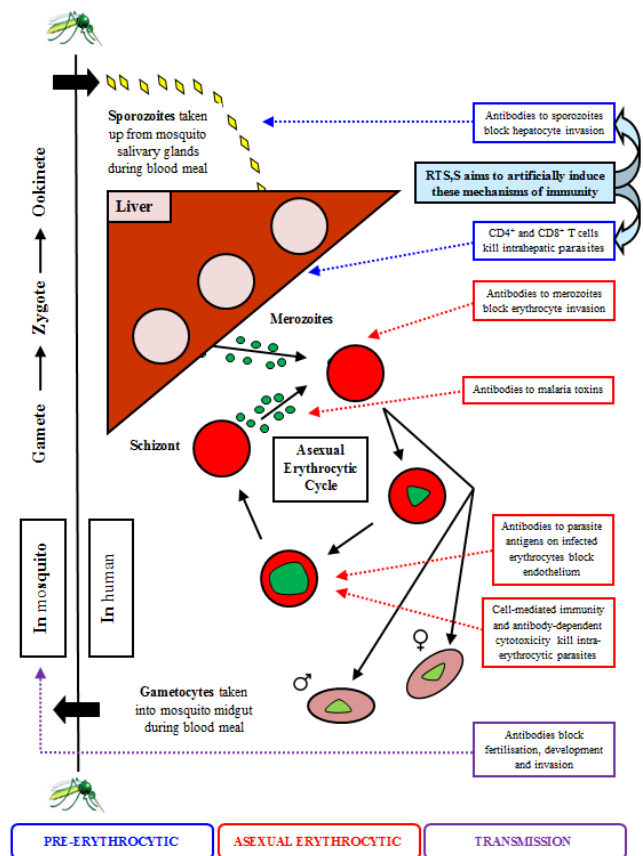 Sporozoites taken
up from mosquito
salivary glands
during blood meal
Antibodies to sporozoites
block hepatocyte invasion
RTS,S aims to artificially induce
these mechanisms of immunity
Liver
CD4⁺ and CD8⁺ T cells
kill intrahepatic parasites
Antibodies to merozoites
block erythrocyte invasion
Merozoites
Antibodies to malaria toxins
Schizont
Asexual
Erythrocytic
Cycle
Gamete
Zygote
Ookinete
In mosquito
In human
Antibodies to parasite
antigens on infected
erythrocytes block
endothelium
Cell-mediated immunity
and antibody-dependent
cytotoxicity kill intra-
erythrocytic parasites
♀
♂
Gametocytes taken
into mosquito midgut
during blood meal
Antibodies block
fertilisation, development
and invasion
PRE-ERYTHROCYTIC
ASEXUAL ERYTHROCYTIC
TRANSMISSION